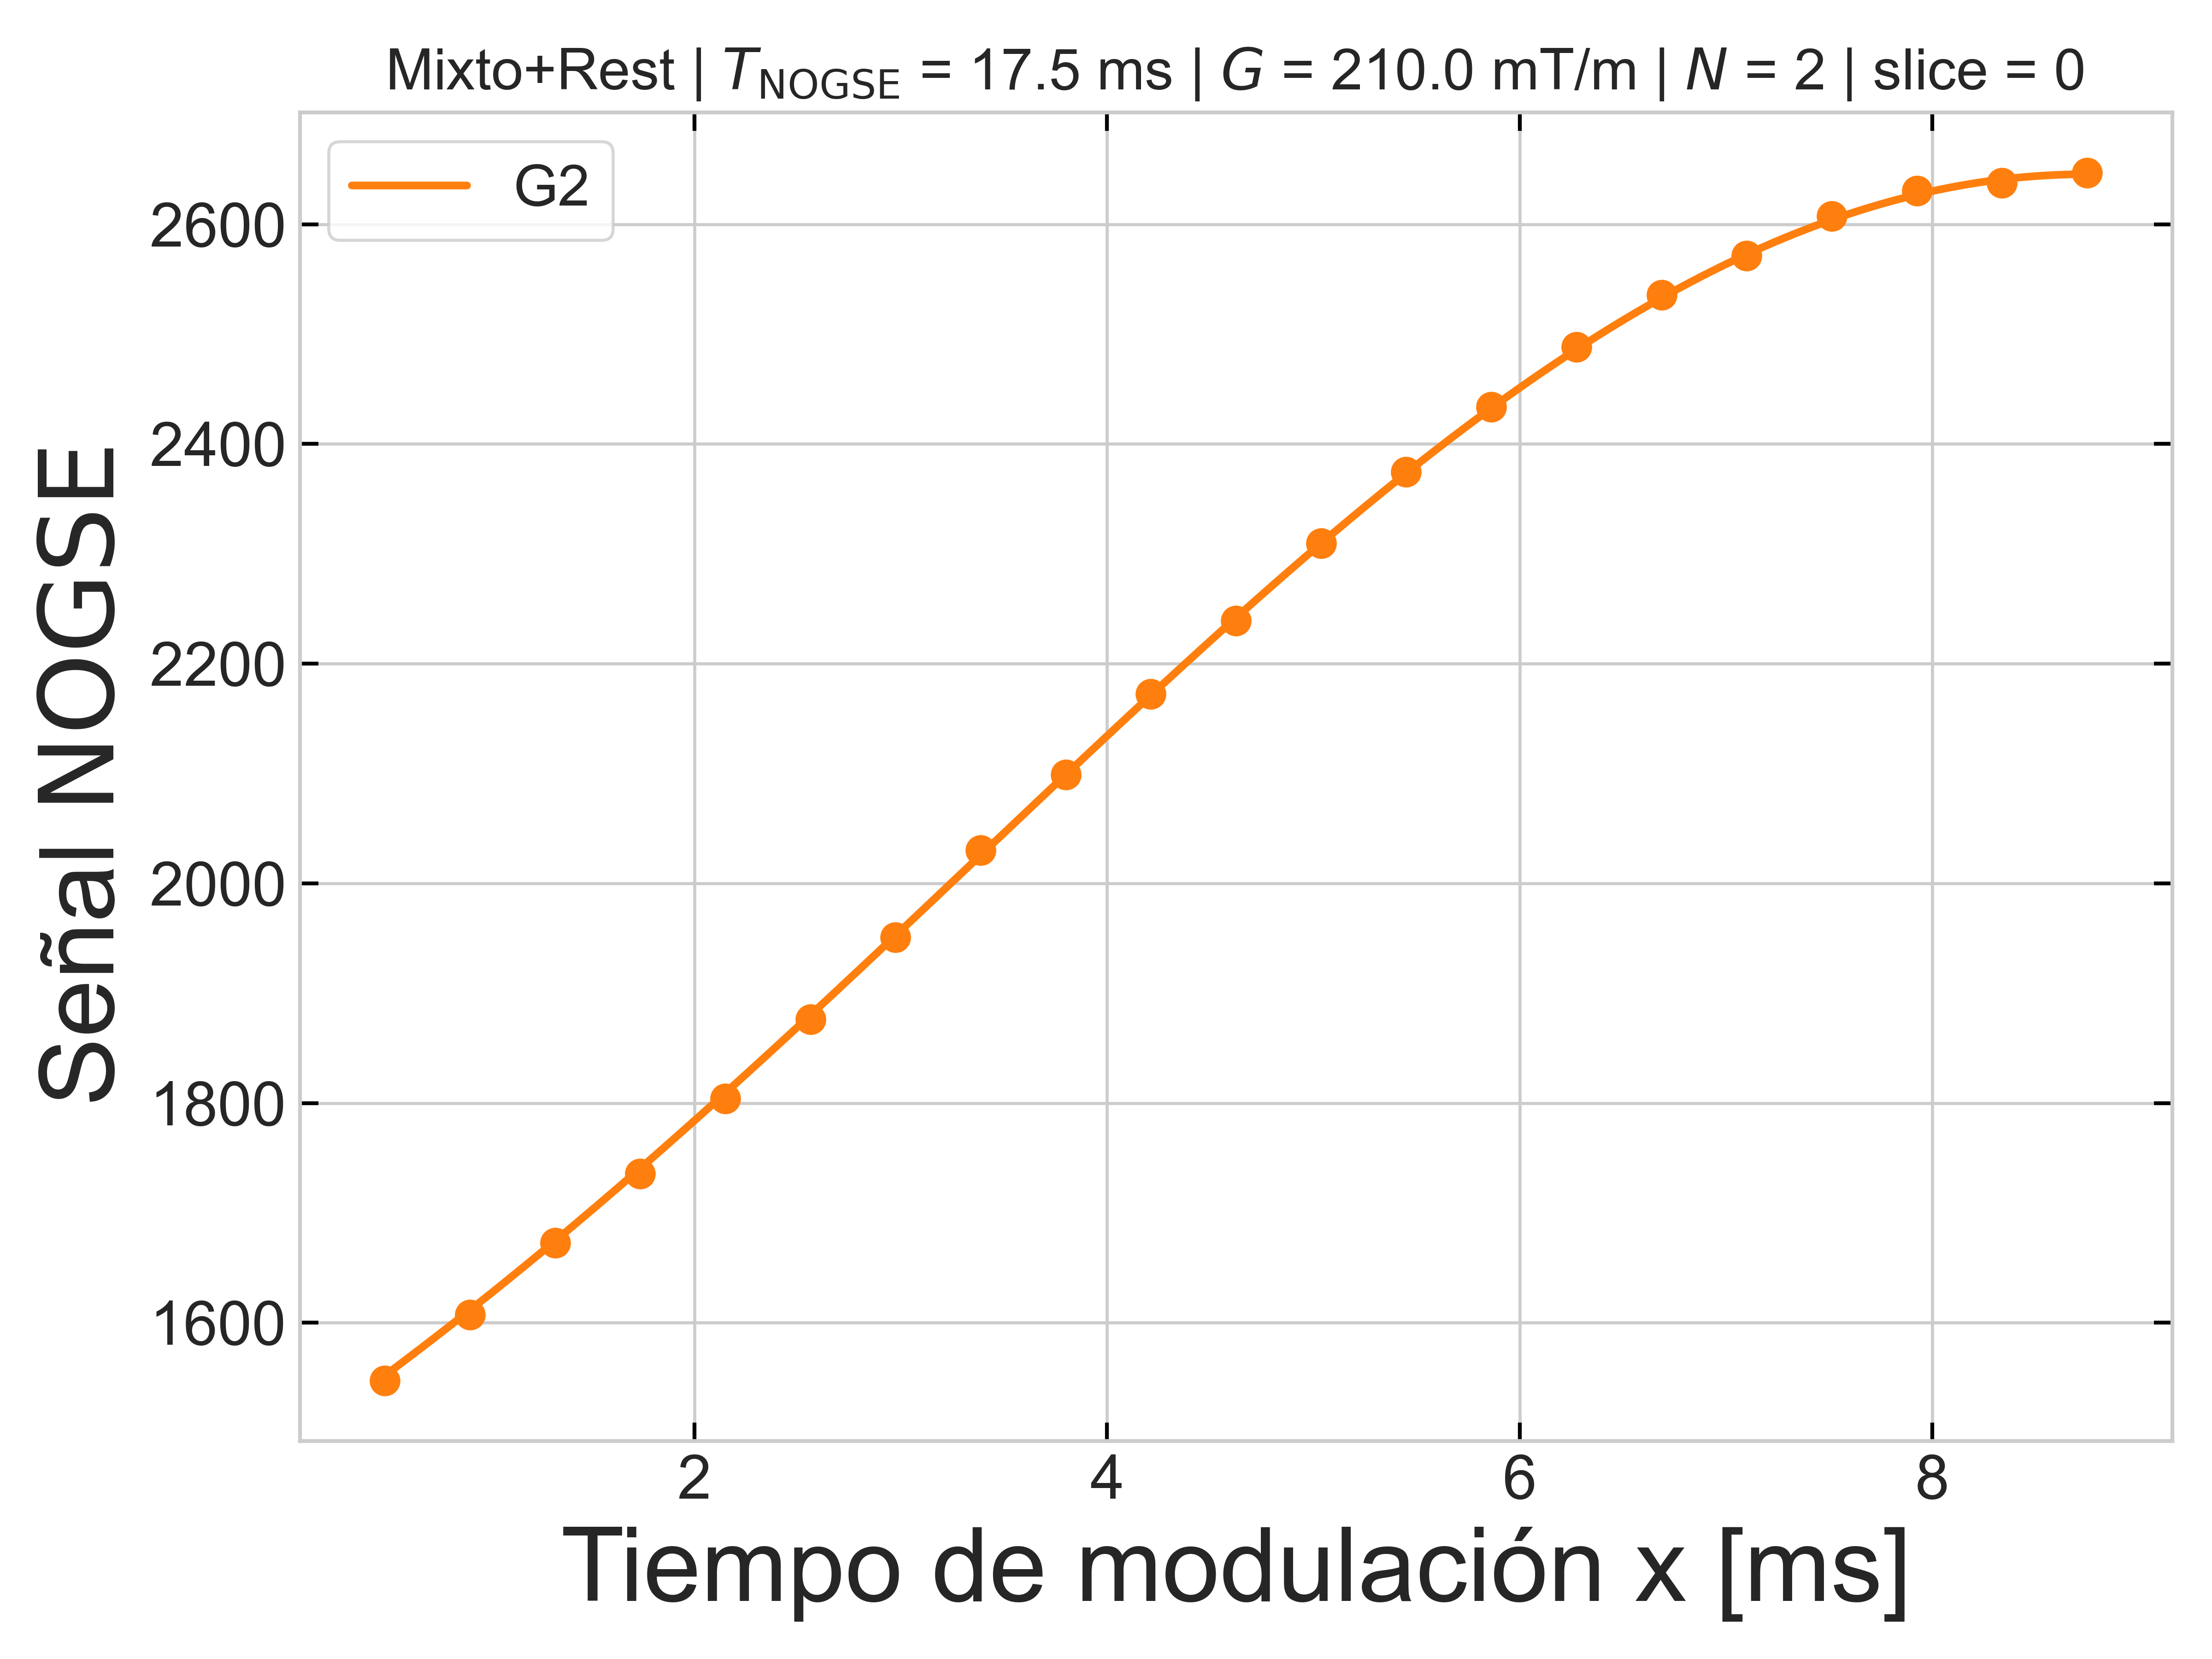 Mixto+Rest | T_NOGSE = 17.5 ms | G = 210.0 mT/m | N = 2 | slice = 0
G2
2600
2400
2200
2000
1800
1600
Señal NOGSE
2 4 6 8
Tiempo de modulación x [ms]